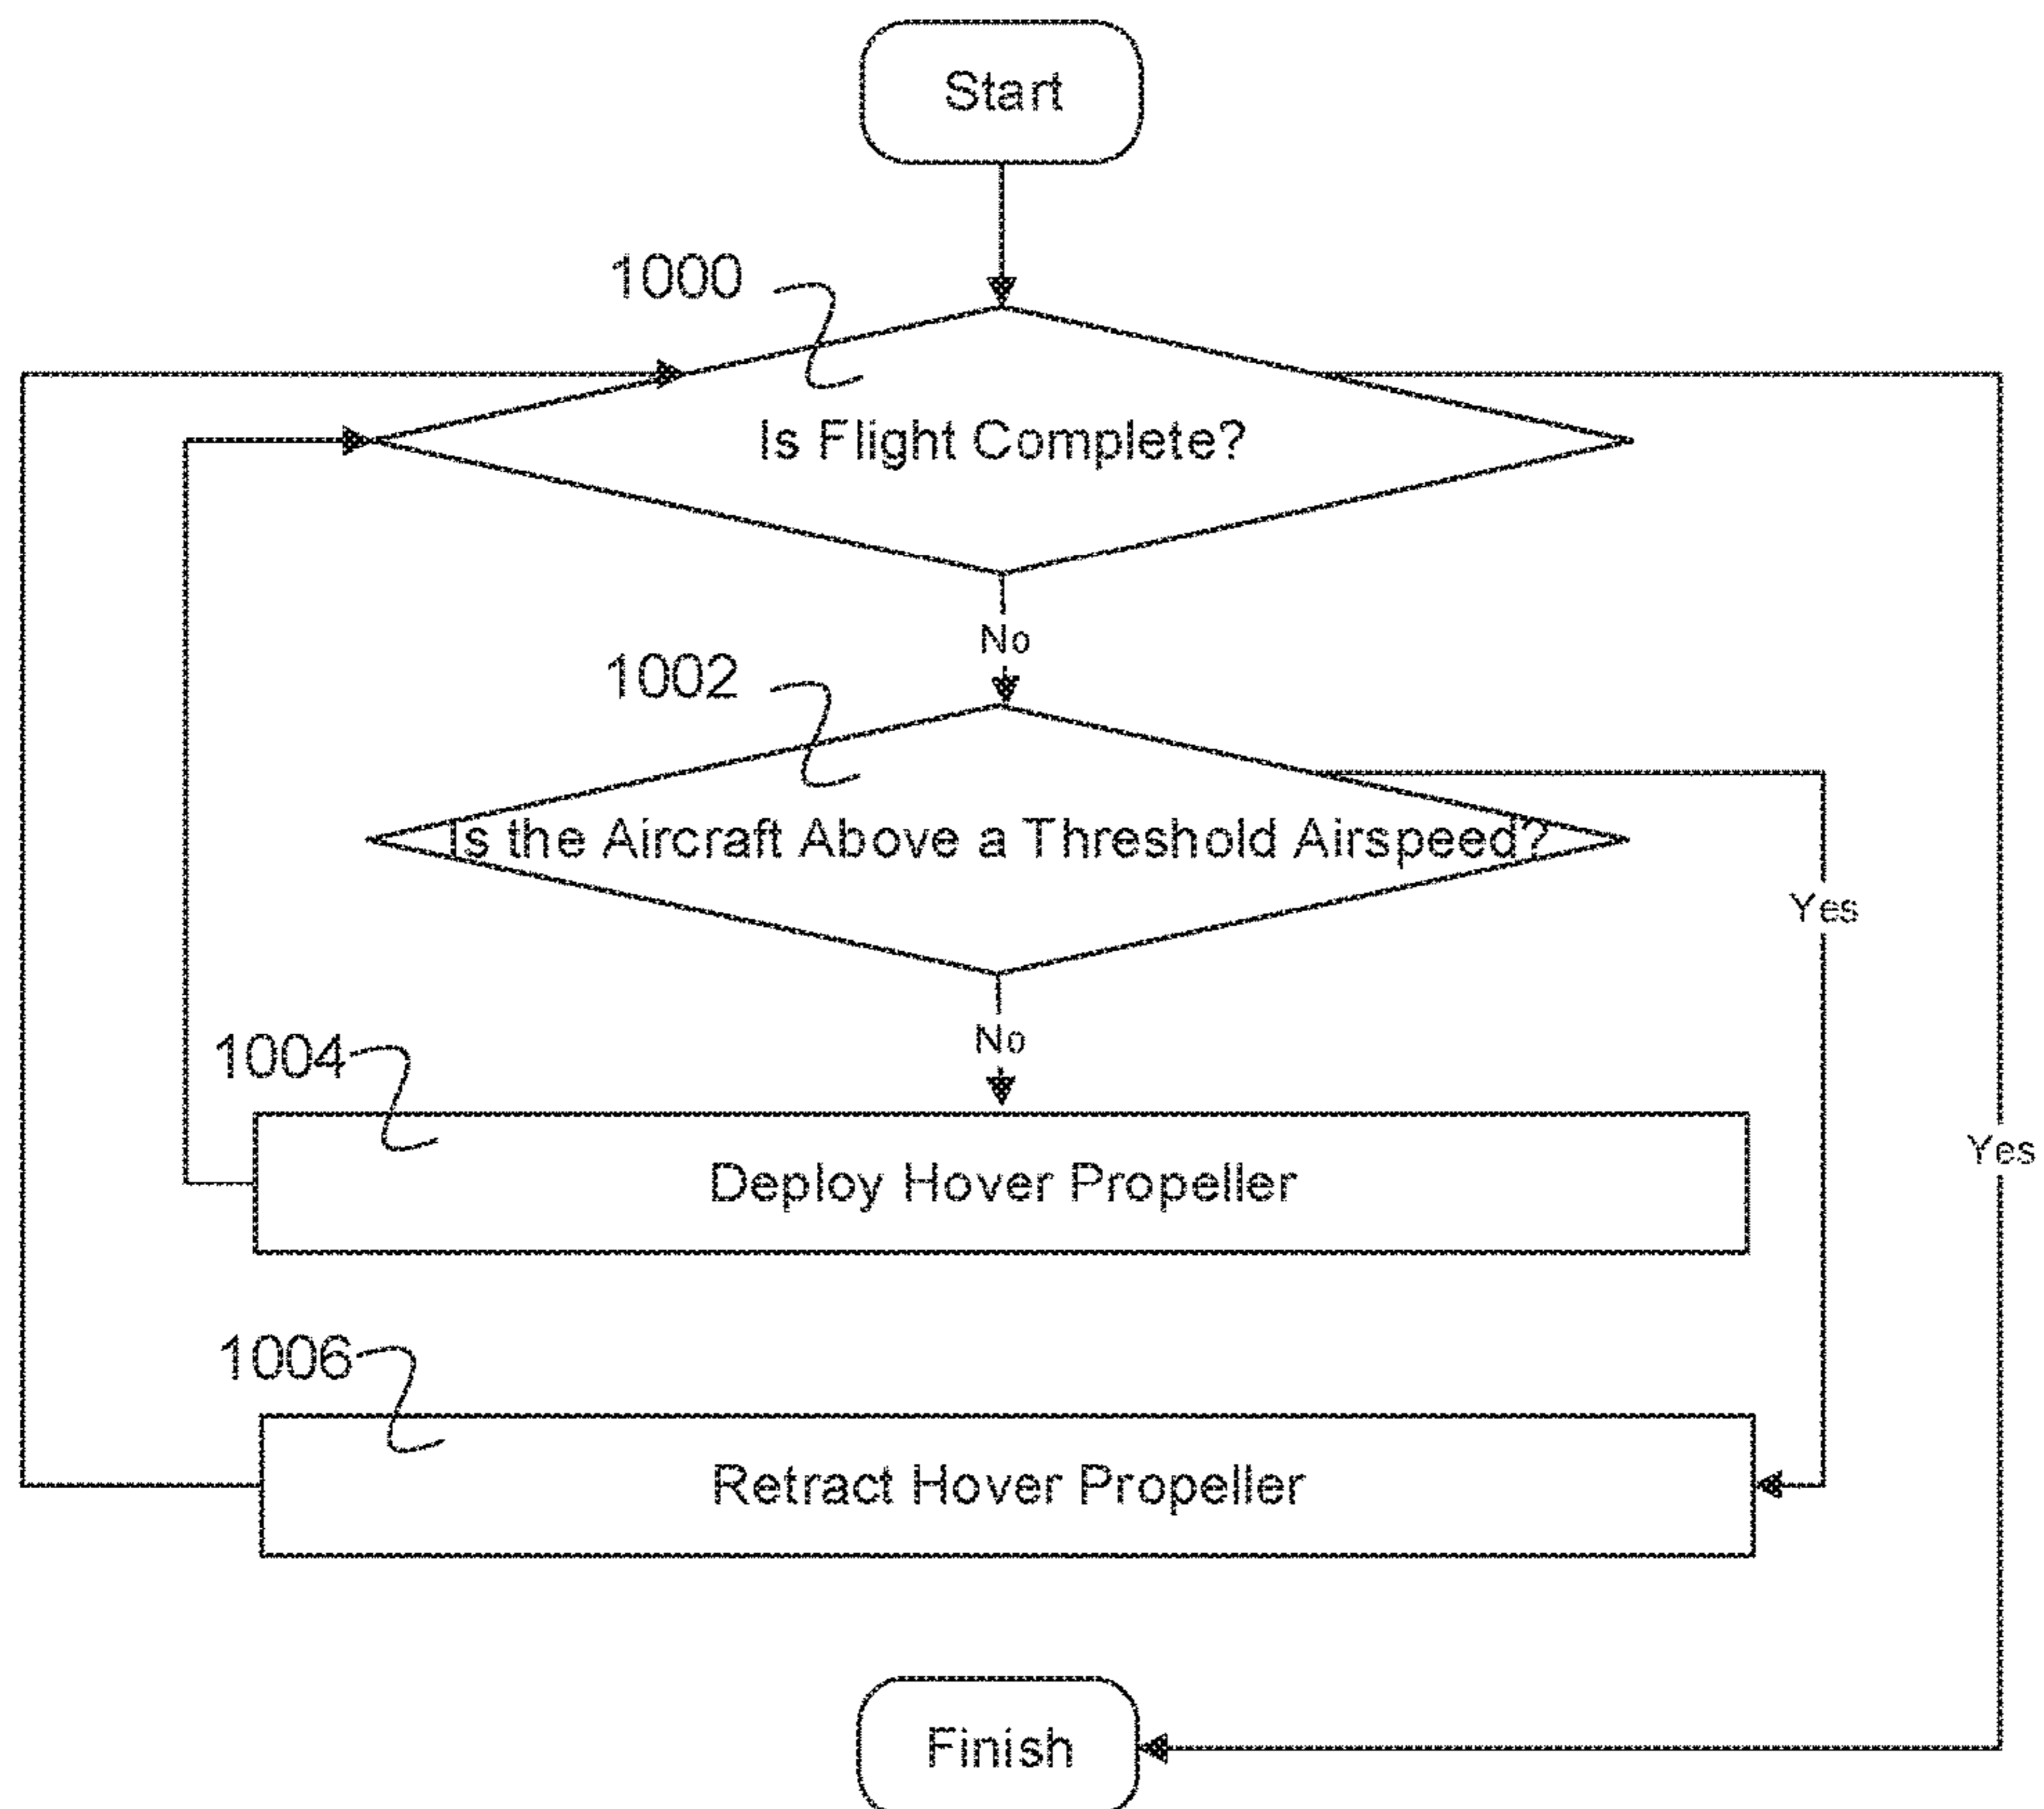 Start
1000
Is Flight Complete?
No
1002
Is the Aircraft Above a Threshold Airspeed?
Yes
No
1004
Deploy Hover Propeller
Yes
1006
Retract Hover Propeller
Finish